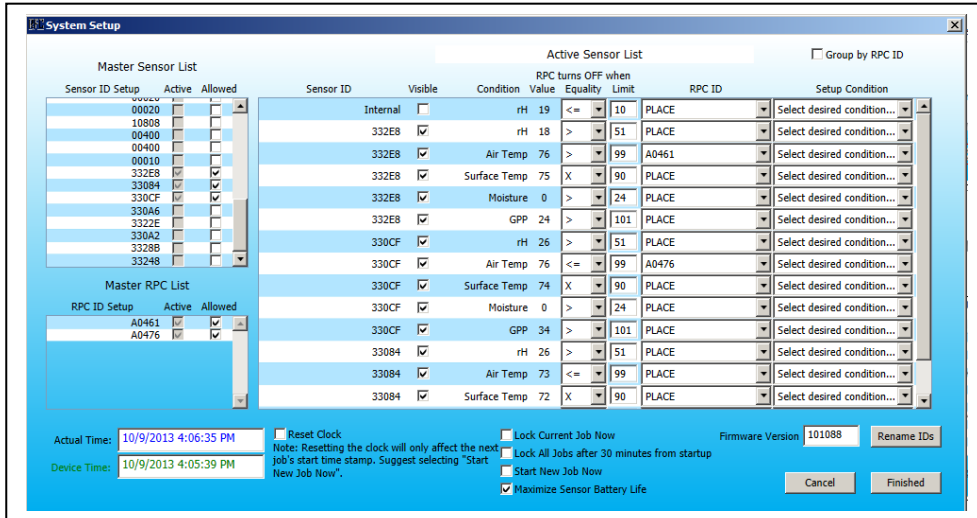 System Setup
Active Sensor List
Group by RPC ID
Master Sensor List
RPC turns OFF when
Sensor ID Setup Active Allowed
Sensor ID Visible Condition Value Equality Limit RPC ID Setup Condition
00020
10808
00400
00400
00010
332E8
33084
330CF
330A6
3322E
330A2
3328B
33248
Internal rH 19 <= 10 PLACE Select desired condition...
332E8 rH 18 > 51 PLACE Select desired condition...
332E8 Air Temp 76 > 99 A0461 Select desired condition...
332E8 Surface Temp 75 X 90 PLACE Select desired condition...
332E8 Moisture 0 > 24 PLACE Select desired condition...
332E8 GPP 24 > 101 PLACE Select desired condition...
330CF rH 26 > 51 PLACE Select desired condition...
330CF Air Temp 76 <= 99 A0476 Select desired condition...
330CF Surface Temp 74 X 90 PLACE Select desired condition...
330CF Moisture 0 > 24 PLACE Select desired condition...
330CF GPP 34 > 101 PLACE Select desired condition...
33084 rH 26 > 51 PLACE Select desired condition...
33084 Air Temp 73 <= 99 PLACE Select desired condition...
33084 Surface Temp 72 X 90 PLACE Select desired condition...
Master RPC List
RPC ID Setup Active Allowed
A0461
A0476
Actual Time: 10/9/2013 4:06:35 PM
Device Time: 10/9/2013 4:05:39 PM
Reset Clock
Note: Resetting the clock will only affect the next
job's start time stamp. Suggest selecting "Start
New Job Now".
Lock Current Job Now
Lock All Jobs after 30 minutes from startup
Start New Job Now
Maximize Sensor Battery Life
Firmware Version 101088
Rename IDs
Cancel
Finished